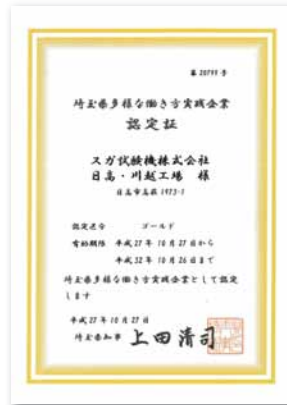 第 20799 号
埼玉県多様な働き方実践企業
認定証
スガ試験機株式会社
日高・川越工場 様
日高市高萩 1973-1
認定区分 ゴールド
有効期限 平成27年10月27日から
平成32年10月26日まで
埼玉県多様な働き方実践企業として認定
します
平成27年10月27日
埼玉県知事 上田清司